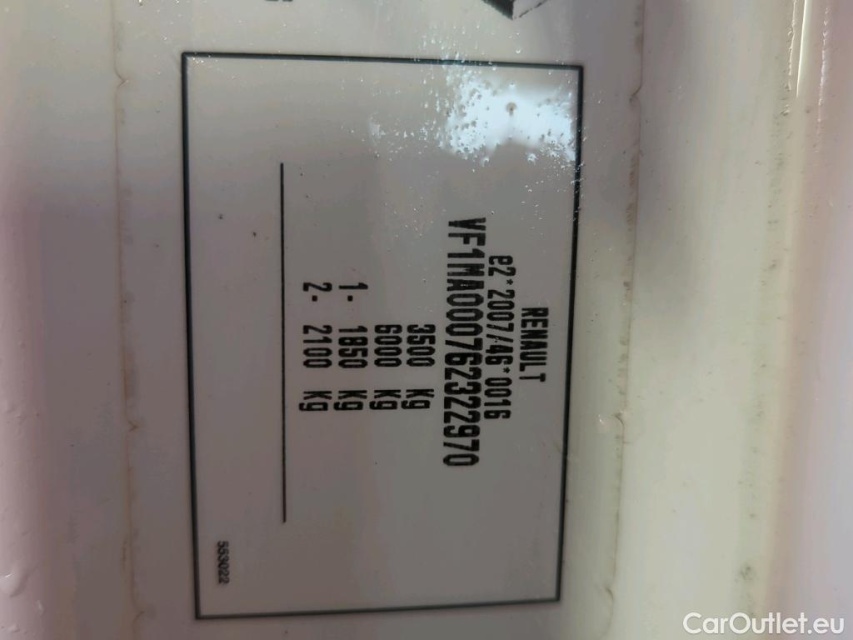 RENAULT
e2*2007/46*0016
VF1MA000762322970
3500 Kg
6000 Kg
1- 1850 Kg
2- 2100 Kg
553022
CarOutlet.eu